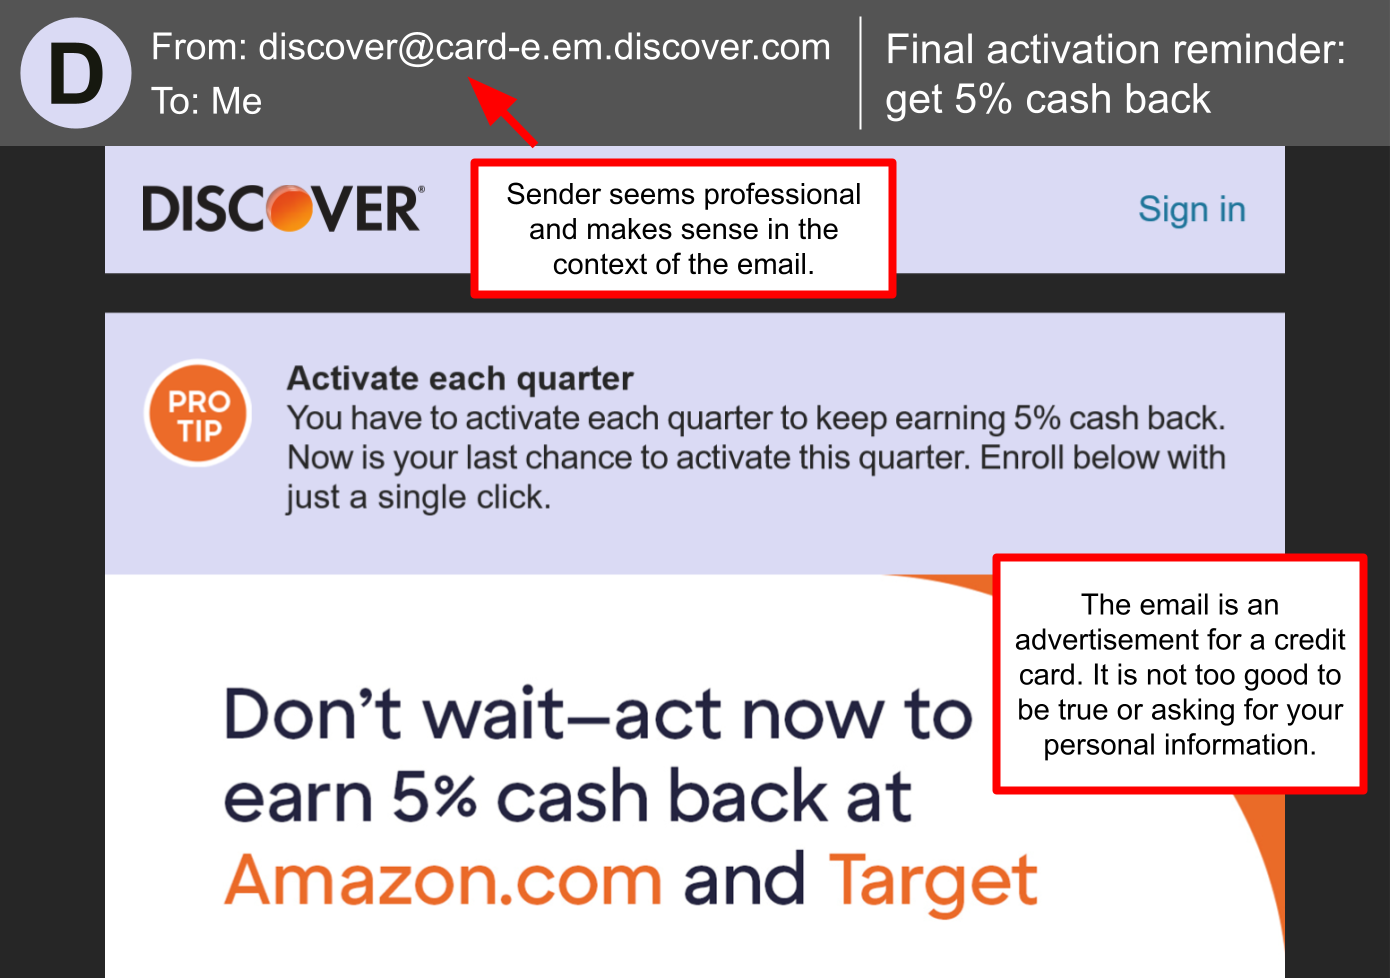 D
From: discover@card-e.em.discover.com
To: Me
Final activation reminder:
get 5% cash back
DISCOVER®
Sender seems professional
and makes sense in the
context of the email.
Sign in
PRO
TIP
Activate each quarter
You have to activate each quarter to keep earning 5% cash back.
Now is your last chance to activate this quarter. Enroll below with
just a single click.
The email is an
advertisement for a credit
card. It is not too good to
be true or asking for your
personal information.
Don’t wait—act now to
earn 5% cash back at
Amazon.com and Target